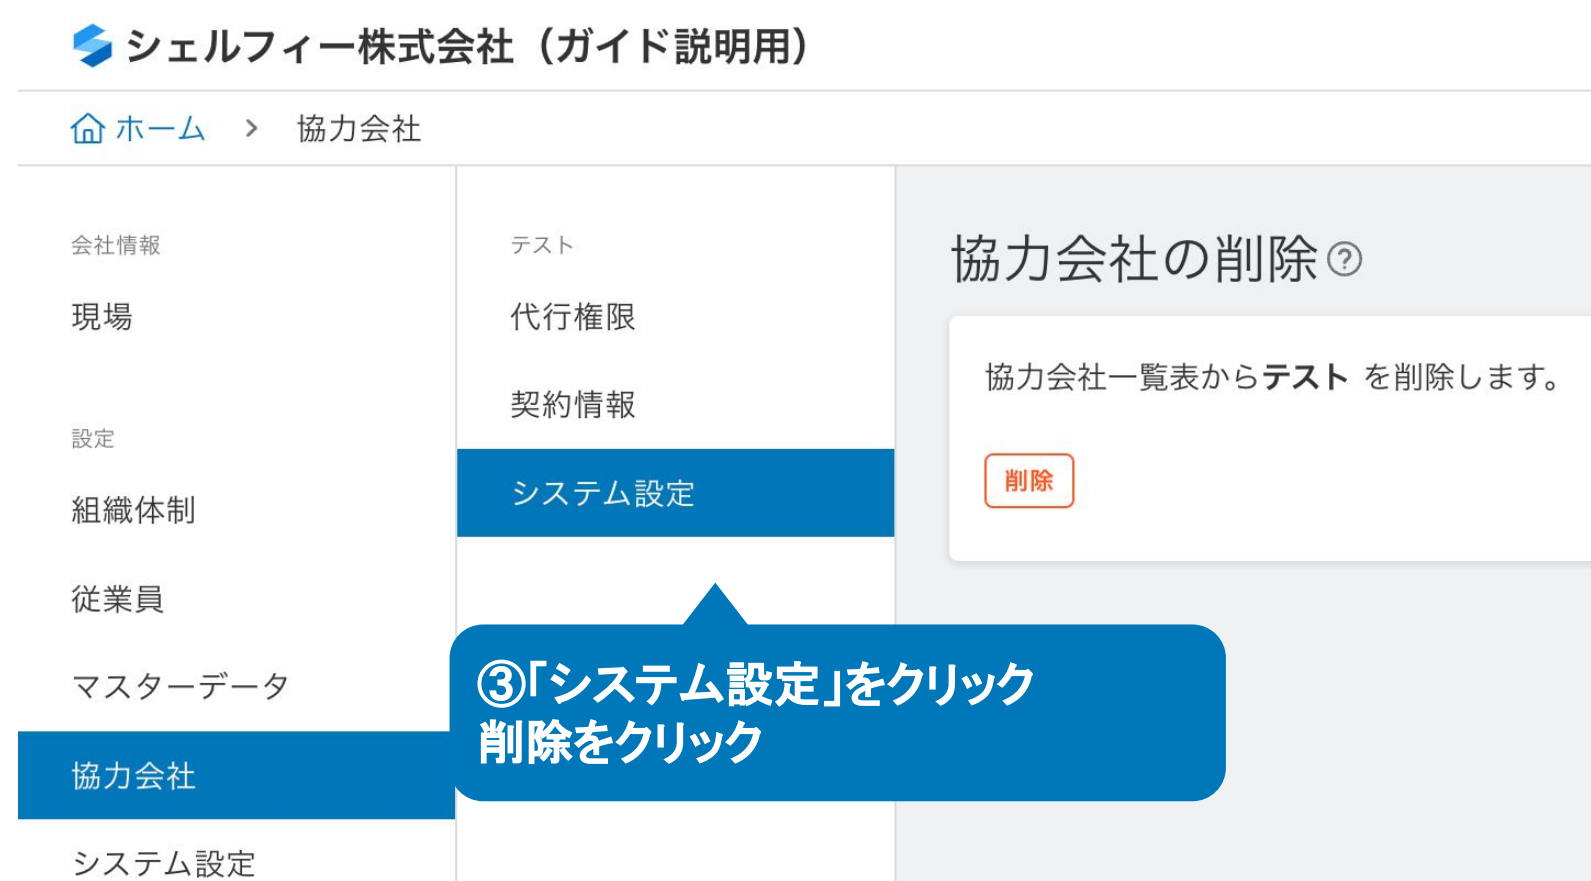 シェルフィー株式会社（ガイド説明用）
ホーム > 協力会社
会社情報
現場
設定
組織体制
従業員
マスターデータ
協力会社
システム設定
テスト
代行権限
契約情報
システム設定
協力会社の削除?
協力会社一覧表からテスト を削除します。
削除
③「システム設定」をクリック
削除をクリック